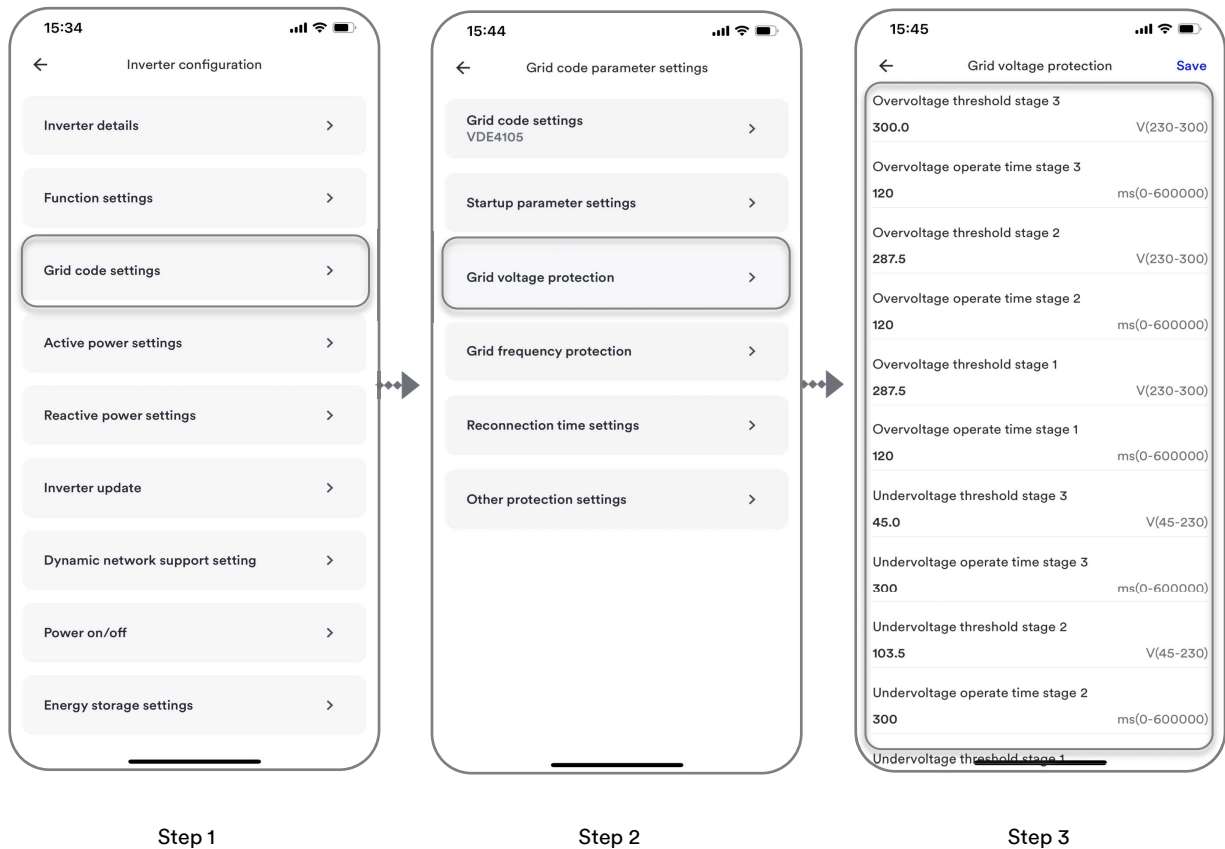 15:34
Inverter configuration
Inverter details
Function settings
Grid code settings
Active power settings
Reactive power settings
Inverter update
Dynamic network support setting
Power on/off
Energy storage settings
Step 1
15:44
Grid code parameter settings
Grid code settings
VDE4105
Startup parameter settings
Grid voltage protection
Grid frequency protection
Reconnection time settings
Other protection settings
Step 2
15:45
Grid voltage protection Save
Overvoltage threshold stage 3
300.0 V(230-300)
Overvoltage operate time stage 3
120 ms(0-600000)
Overvoltage threshold stage 2
287.5 V(230-300)
Overvoltage operate time stage 2
120 ms(0-600000)
Overvoltage threshold stage 1
287.5 V(230-300)
Overvoltage operate time stage 1
120 ms(0-600000)
Undervoltage threshold stage 3
45.0 V(45-230)
Undervoltage operate time stage 3
300 ms(0-600000)
Undervoltage threshold stage 2
103.5 V(45-230)
Undervoltage operate time stage 2
300 ms(0-600000)
Undervoltage threshold stage 1
Step 3